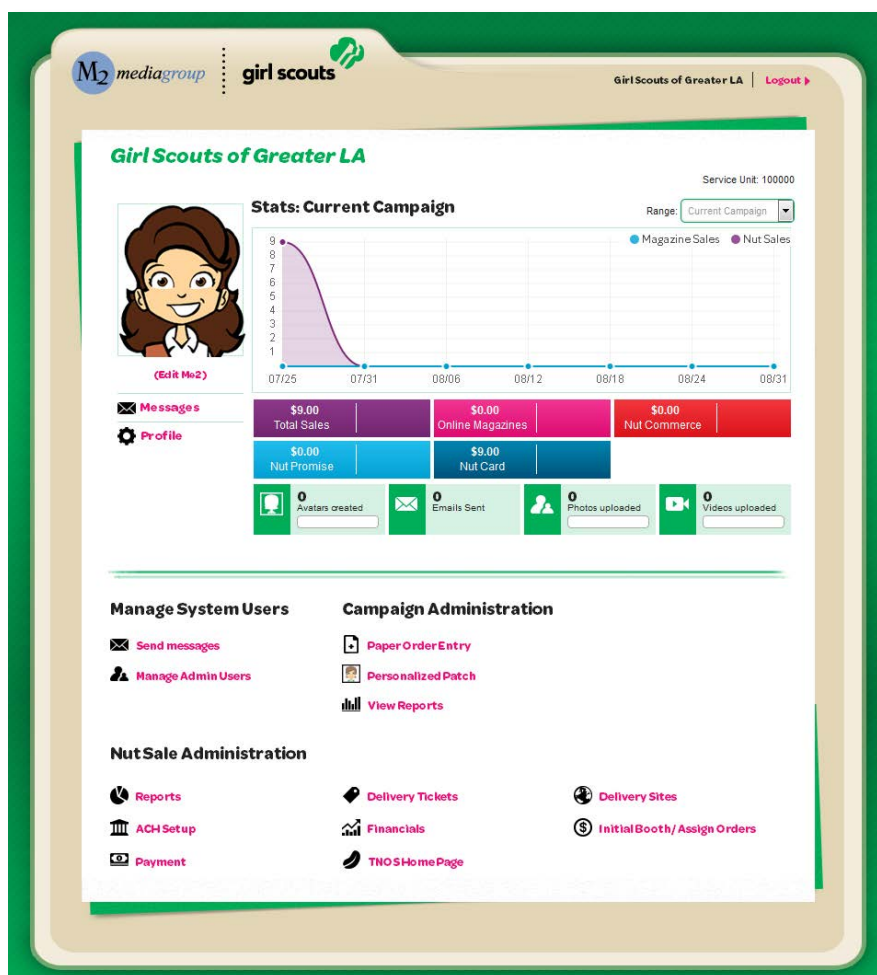 M2 mediagroup girl scouts
Girl Scouts of Greater LA | Logout
Girl Scouts of Greater LA
Service Unit: 100000
Stats: Current Campaign
Range: Current Campaign
Magazine Sales Nut Sales
9
8
7
6
5
4
3
2
1
07/25 07/31 08/06 08/12 08/18 08/24 08/31
(Edit Me2)
Messages
Profile
$9.00
Total Sales
$0.00
Online Magazines
$0.00
Nut Commerce
$0.00
Nut Promise
$9.00
Nut Card
0
Avatars created
0
Emails Sent
0
Photos uploaded
0
Videos uploaded
Manage System Users
Send messages
Manage Admin Users
Campaign Administration
Paper Order Entry
Personalized Patch
View Reports
Nut Sale Administration
Reports
Delivery Tickets
Delivery Sites
ACH Setup
Financials
Initial Booth/Assign Orders
Payment
TNOS Home Page